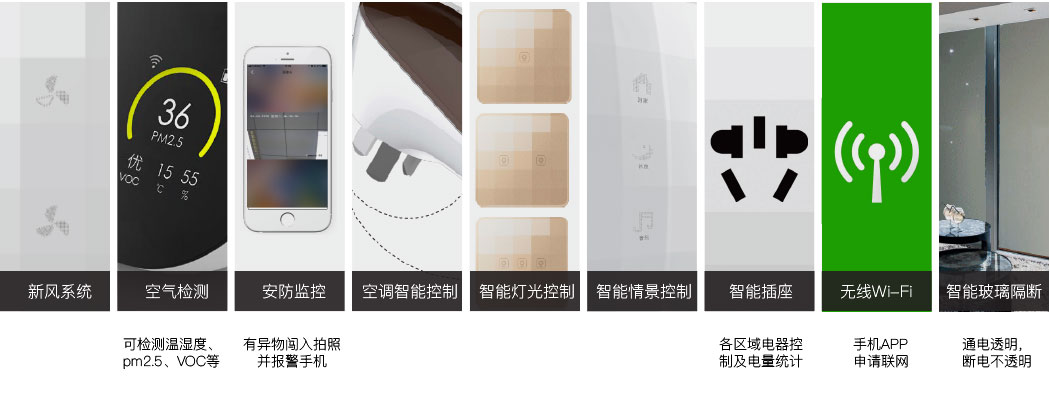 36
PM2.5
优
VOC
15
℃
55
%
新风系统
空气检测
安防监控
空调智能控制
智能灯光控制
智能情景控制
智能插座
无线Wi-Fi
智能玻璃隔断
可检测温湿度、
pm2.5、VOC等
有异物闯入拍照
并报警手机
各区域电器控
制及电量统计
手机APP
申请联网
通电透明，
断电不透明